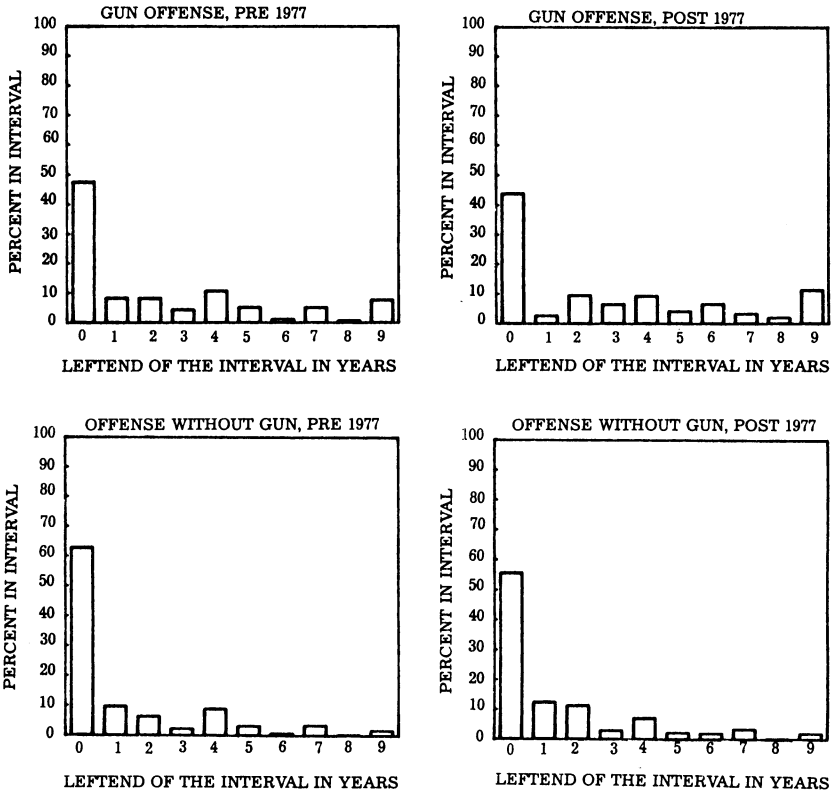 GUN OFFENSE, PRE 1977
100
90
80
70
60
50
40
30
20
10
0
PERCENT IN INTERVAL
0 1 2 3 4 5 6 7 8 9
LEFTEND OF THE INTERVAL IN YEARS
GUN OFFENSE, POST 1977
100
90
80
70
60
50
40
30
20
10
0
PERCENT IN INTERVAL
0 1 2 3 4 5 6 7 8 9
LEFTEND OF THE INTERVAL IN YEARS
OFFENSE WITHOUT GUN, PRE 1977
100
90
80
70
60
50
40
30
20
10
0
PERCENT IN INTERVAL
0 1 2 3 4 5 6 7 8 9
LEFTEND OF THE INTERVAL IN YEARS
OFFENSE WITHOUT GUN, POST 1977
100
90
80
70
60
50
40
30
20
10
0
PERCENT IN INTERVAL
0 1 2 3 4 5 6 7 8 9
LEFTEND OF THE INTERVAL IN YEARS